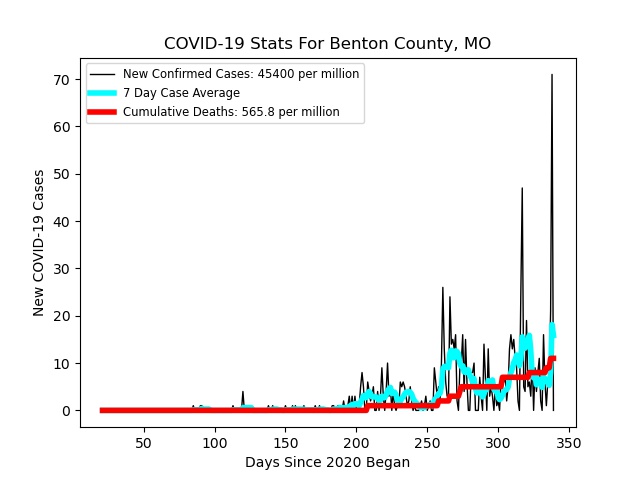 COVID-19 Stats For Benton County, MO
New Confirmed Cases: 45400 per million
7 Day Case Average
Cumulative Deaths: 565.8 per million
New COVID-19 Cases
70
60
50
40
30
20
10
0
50 100 150 200 250 300 350
Days Since 2020 Began